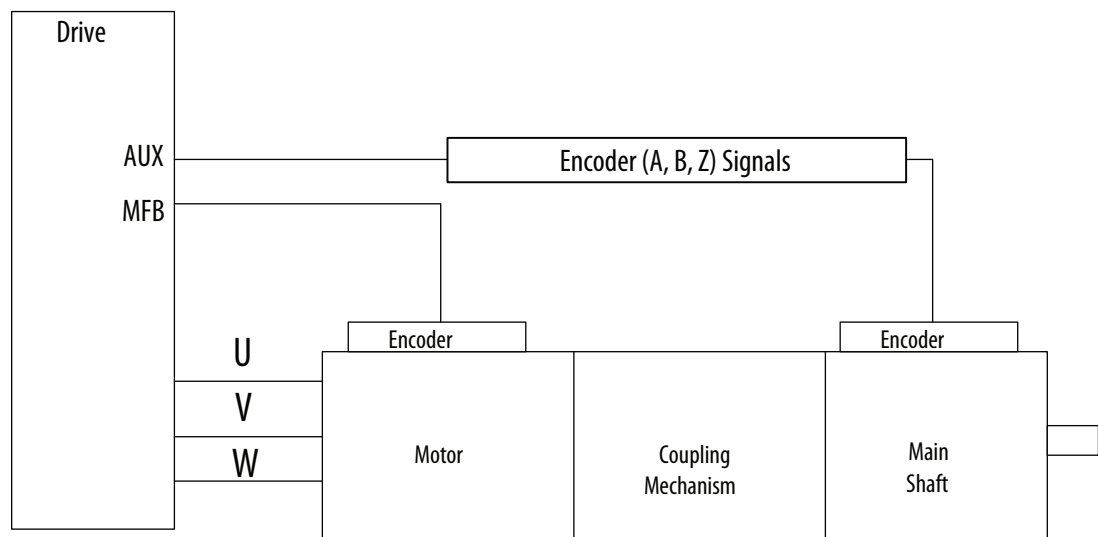 Drive
AUX
Encoder (A, B, Z) Signals
MFB
Encoder
Encoder
U
V
W
Motor
Coupling
Mechanism
Main
Shaft